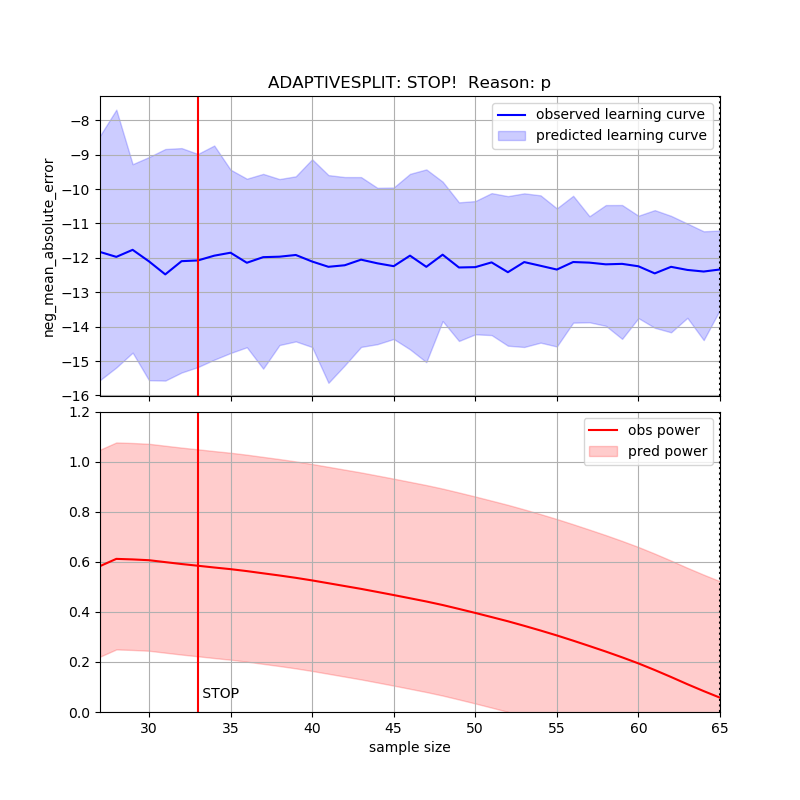 ADAPTIVESPLIT: STOP!  Reason: p
observed learning curve
predicted learning curve
neg_mean_absolute_error
−8
−9
−10
−11
−12
−13
−14
−15
−16
obs power
pred power
1.2
1.0
0.8
0.6
0.4
0.2
0.0
STOP
30 35 40 45 50 55 60 65
sample size